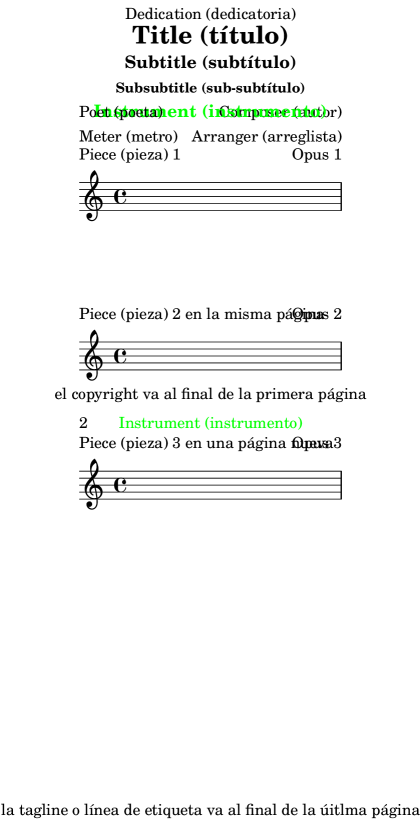 Dedication (dedicatoria)
Title (título)
Subtitle (subtítulo)
Subsubtitle (sub-subtítulo)
Poet (poeta) Instrument (instrumento) Composer (autor)
Meter (metro) Arranger (arreglista)
Piece (pieza) 1 Opus 1
Piece (pieza) 2 en la misma página Opus 2
el copyright va al final de la primera página
2 Instrument (instrumento)
Piece (pieza) 3 en una página nueva Opus 3
la tagline o línea de etiqueta va al final de la úitlma página